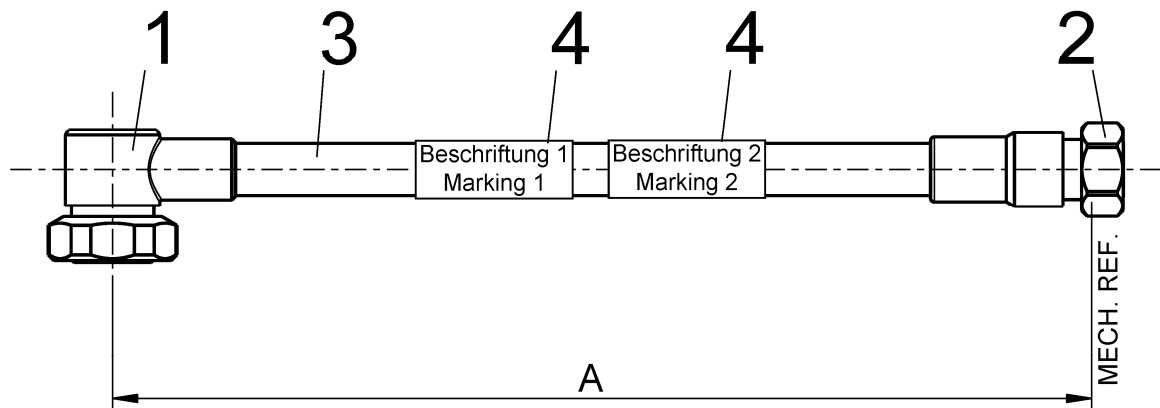 1
3
4
4
2
Beschriftung 1
Marking 1
Beschriftung 2
Marking 2
MECH. REF.
A